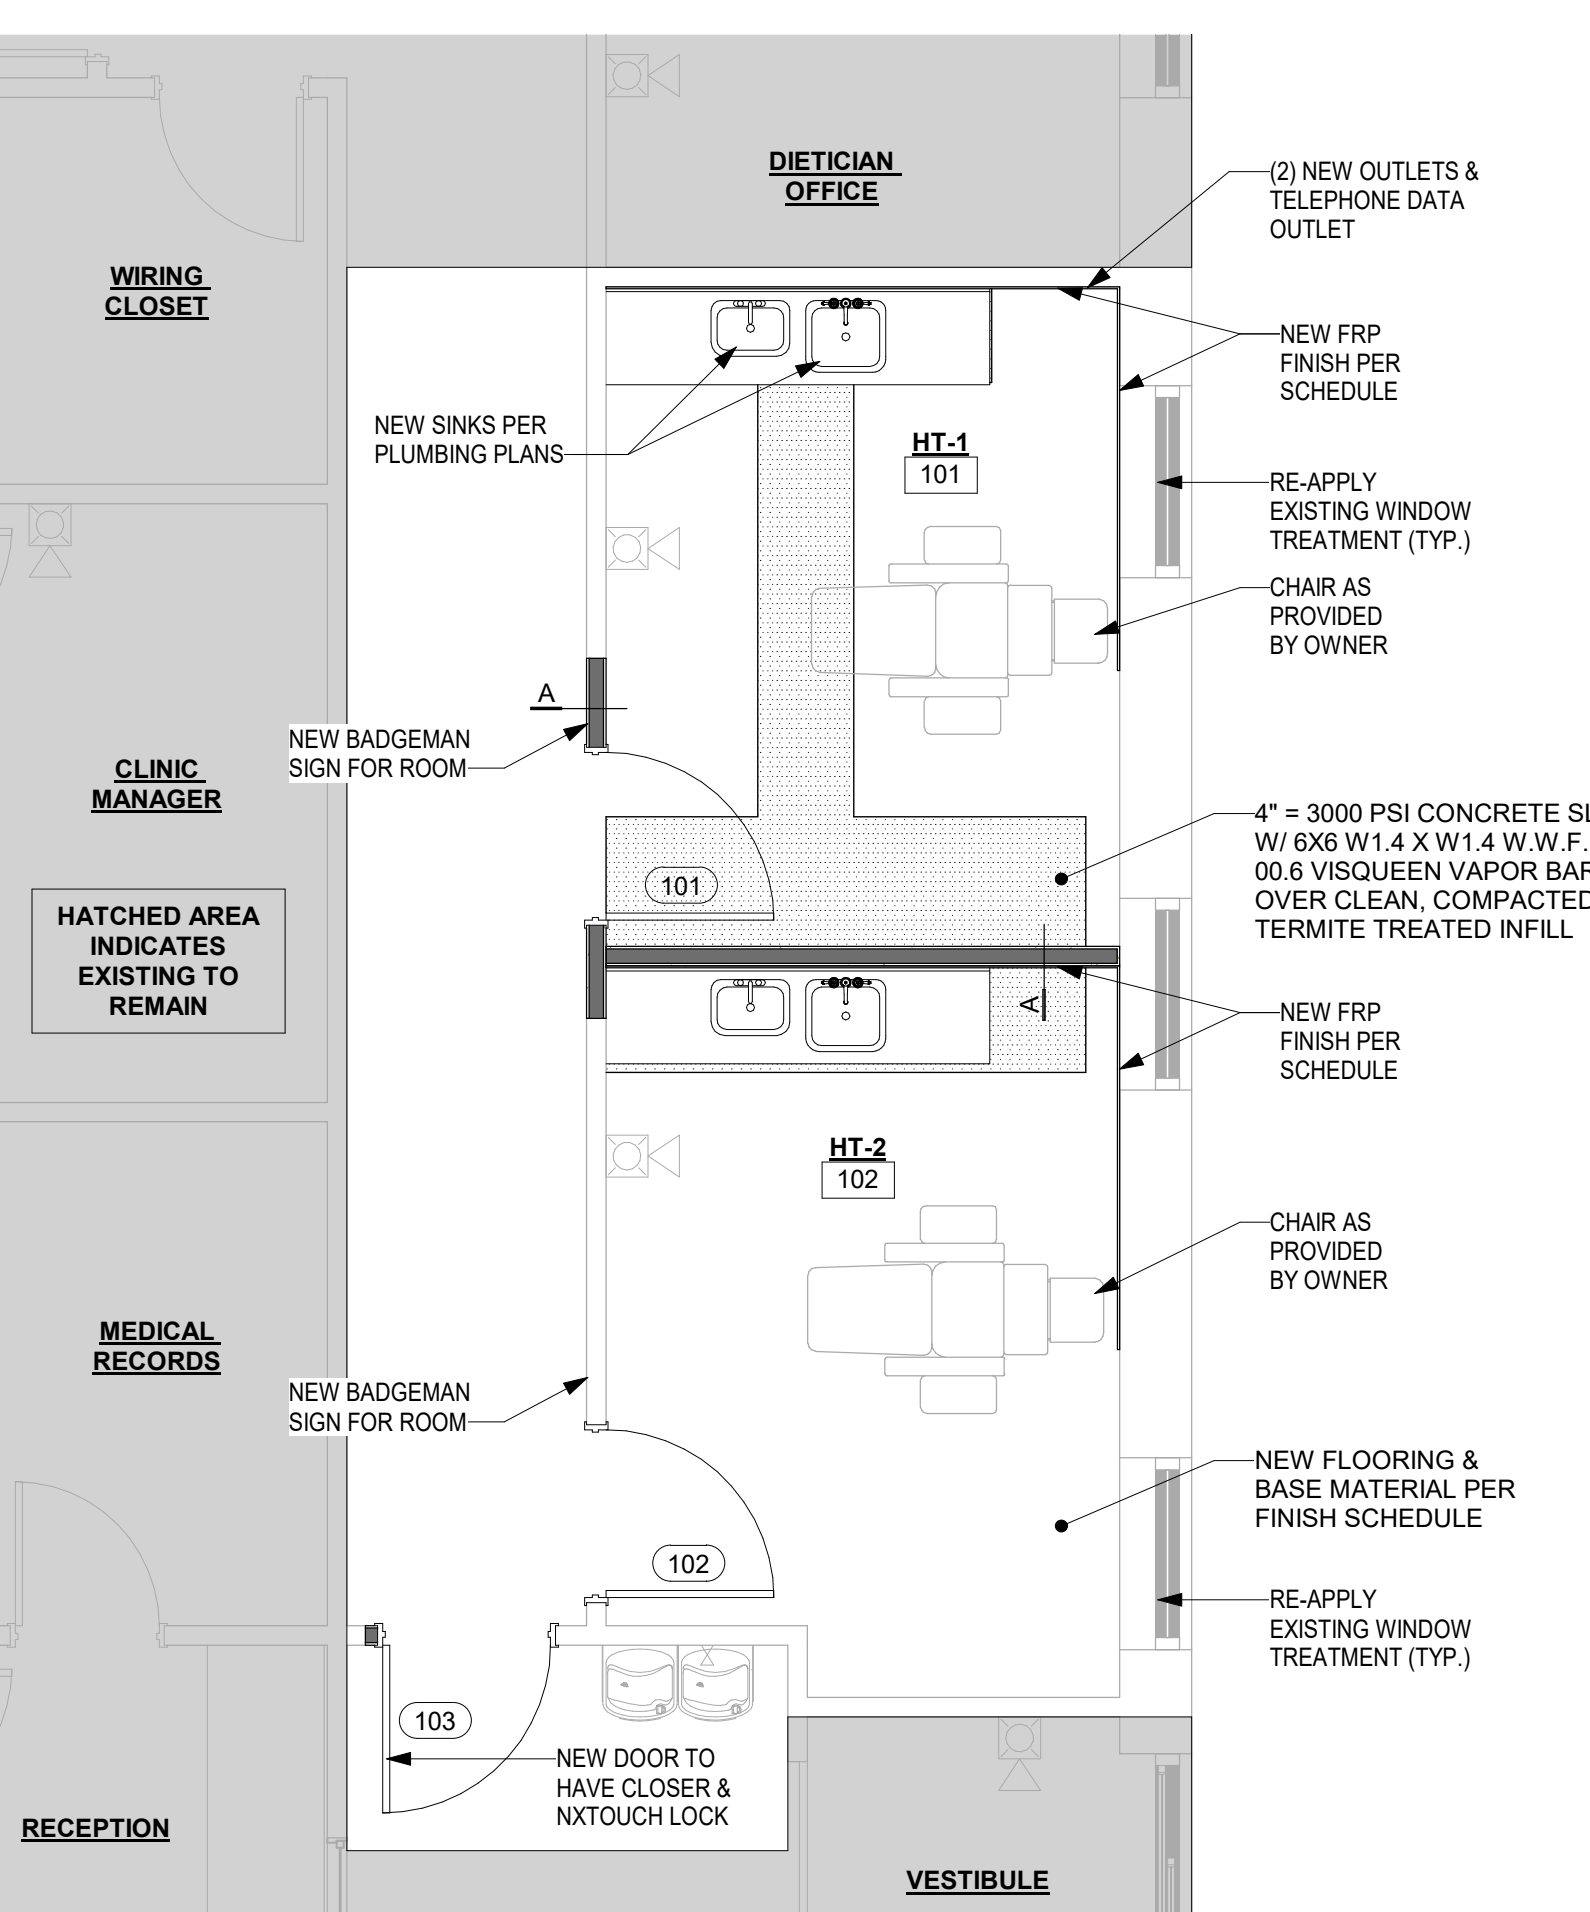 DIETICIAN
OFFICE
(2) NEW OUTLETS &
TELEPHONE DATA
OUTLET
WIRING
CLOSET
NEW FRP
FINISH PER
SCHEDULE
NEW SINKS PER
PLUMBING PLANS
HT-1
101
RE-APPLY
EXISTING WINDOW
TREATMENT (TYP.)
CHAIR AS
PROVIDED
BY OWNER
A
NEW BADGEMAN
SIGN FOR ROOM
CLINIC
MANAGER
4" = 3000 PSI CONCRETE
W/ 6X6 W1.4 X W1.4 W.W.F.
00.6 VISQUEEN VAPOR
OVER CLEAN, COMPACTED
TERMITE TREATED INFILL
101
HATCHED AREA
INDICATES
EXISTING TO
REMAIN
A
NEW FRP
FINISH PER
SCHEDULE
HT-2
102
CHAIR AS
PROVIDED
BY OWNER
MEDICAL
RECORDS
NEW BADGEMAN
SIGN FOR ROOM
NEW FLOORING &
BASE MATERIAL PER
FINISH SCHEDULE
102
RE-APPLY
EXISTING WINDOW
TREATMENT (TYP.)
103
NEW DOOR TO
HAVE CLOSER &
NXTOUCH LOCK
RECEPTION
VESTIBULE